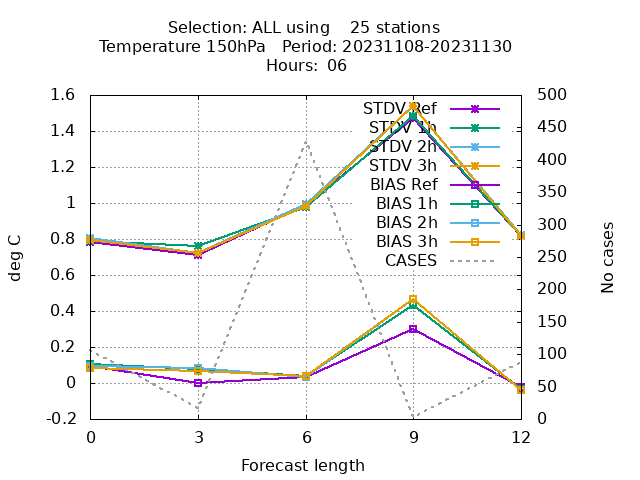 Selection: ALL using    25 stations
Temperature 150hPa   Period: 20231108-20231130
Hours: 06
1.6
1.4
1.2
1
0.8
0.6
0.4
0.2
0
-0.2
500
450
400
350
300
250
200
150
100
50
0
deg C
No cases
STDV Ref
STDV 1h
STDV 2h
STDV 3h
BIAS Ref
BIAS 1h
BIAS 2h
BIAS 3h
CASES
0 3 6 9 12
Forecast length